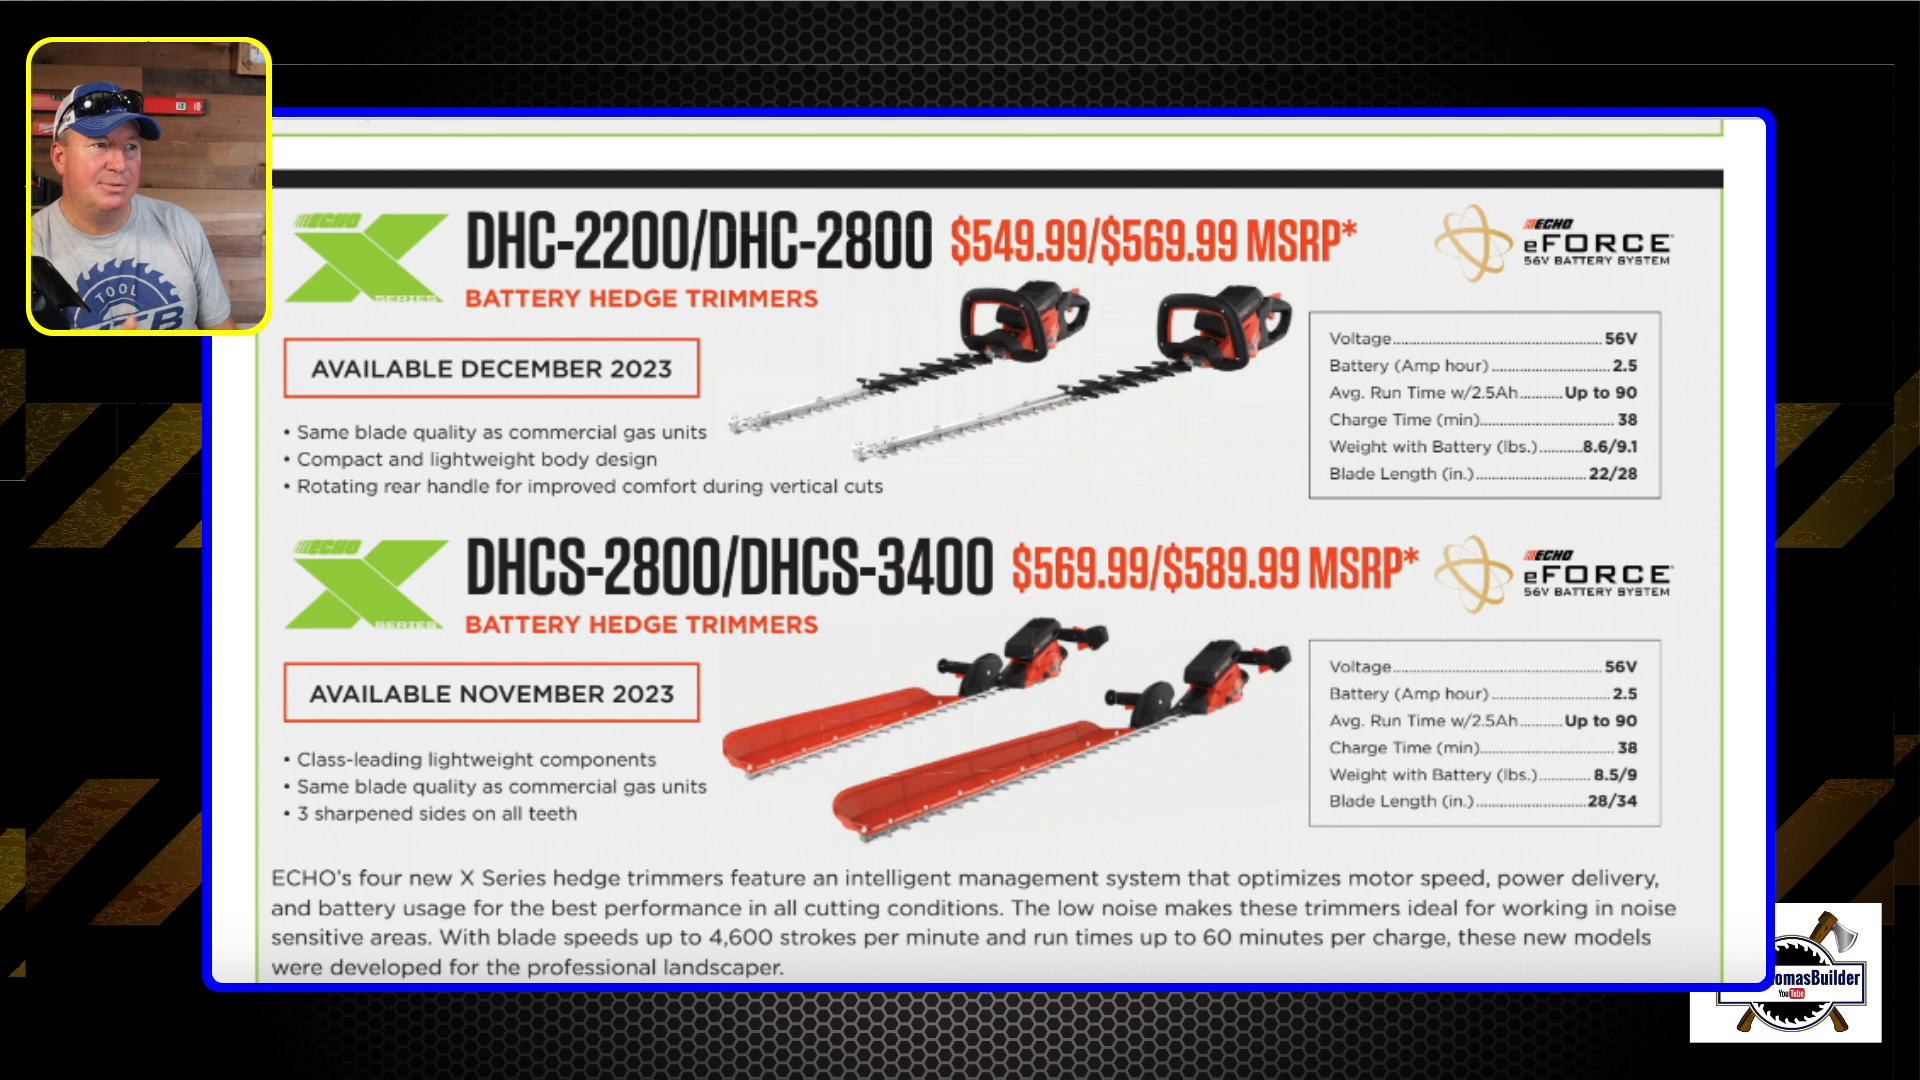 TOOL
ECHO
X
SERIES
DHC-2200/DHC-2800 $549.99/$569.99 MSRP*
BATTERY HEDGE TRIMMERS
ECHO
eFORCE
56V BATTERY SYSTEM
AVAILABLE DECEMBER 2023
• Same blade quality as commercial gas units
• Compact and lightweight body design
• Rotating rear handle for improved comfort during vertical cuts
Voltage 56V
Battery (Amp hour) 2.5
Avg. Run Time w/2.5Ah Up to 90
Charge Time (min) 38
Weight with Battery (lbs.) 8.6/9.1
Blade Length (in.) 22/28
ECHO
X
SERIES
DHCS-2800/DHCS-3400 $569.99/$589.99 MSRP*
BATTERY HEDGE TRIMMERS
ECHO
eFORCE
56V BATTERY SYSTEM
AVAILABLE NOVEMBER 2023
• Class-leading lightweight components
• Same blade quality as commercial gas units
• 3 sharpened sides on all teeth
Voltage 56V
Battery (Amp hour) 2.5
Avg. Run Time w/2.5Ah Up to 90
Charge Time (min) 38
Weight with Battery (lbs.) 8.5/9
Blade Length (in.) 28/34
ECHO's four new X Series hedge trimmers feature an intelligent management system that optimizes motor speed, power delivery,
and battery usage for the best performance in all cutting conditions. The low noise makes these trimmers ideal for working in noise
sensitive areas. With blade speeds up to 4,600 strokes per minute and run times up to 60 minutes per charge, these new models
were developed for the professional landscaper.
omasBuilder
YouTube